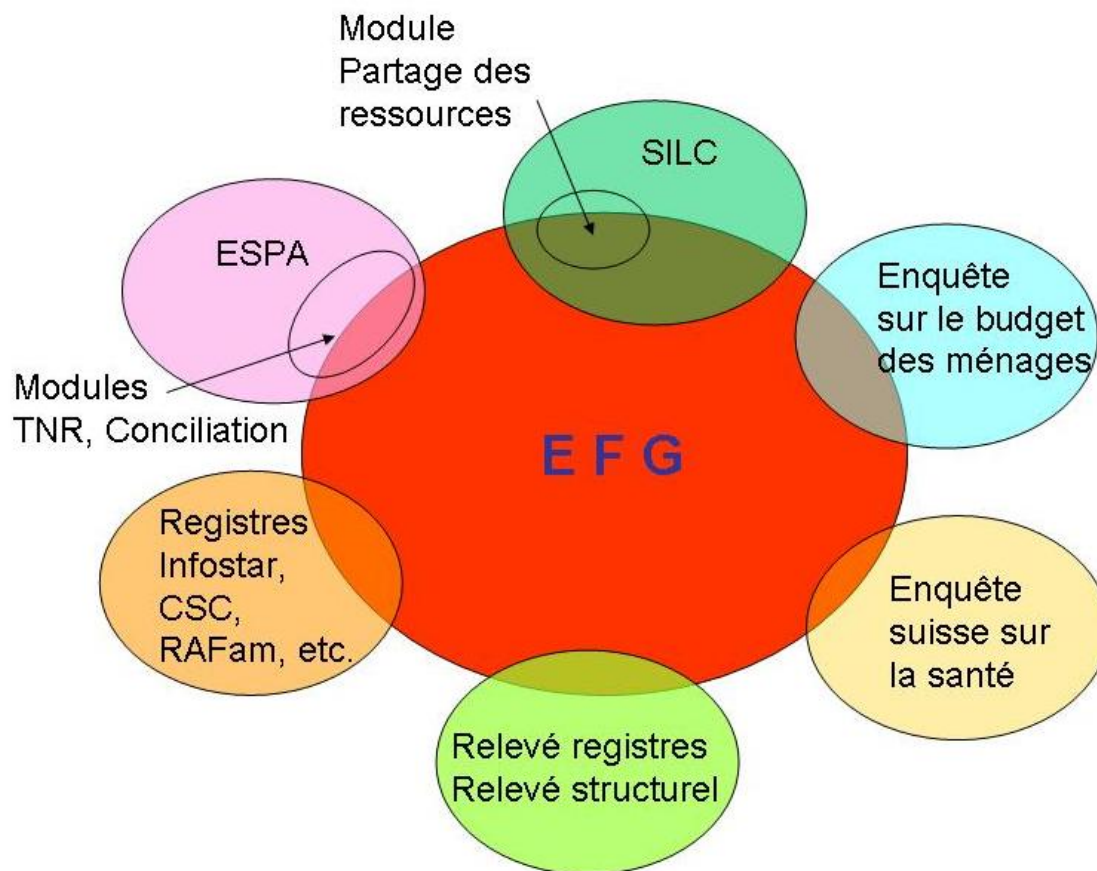 Module
Partage des
ressources
SILC
ESPA
Enquête
sur le budget
des ménages
Modules
TNR, Conciliation
E F G
Registres
Infostar,
CSC,
RAFam, etc.
Enquête
suisse sur
la santé
Relevé registres
Relevé structurel